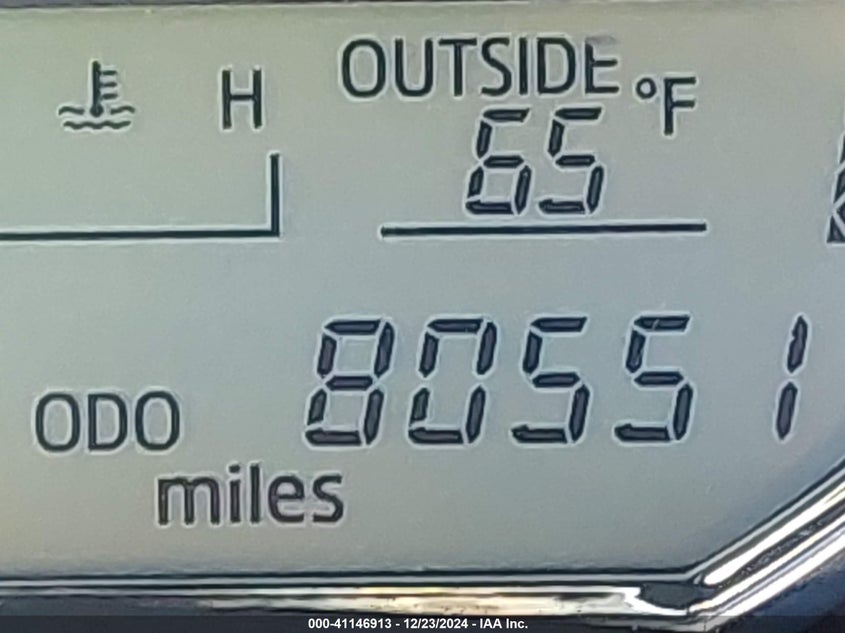 H OUTSIDE °F
65
ODO 80551
miles
000-41146913 - 12/23/2024 - IAA Inc.